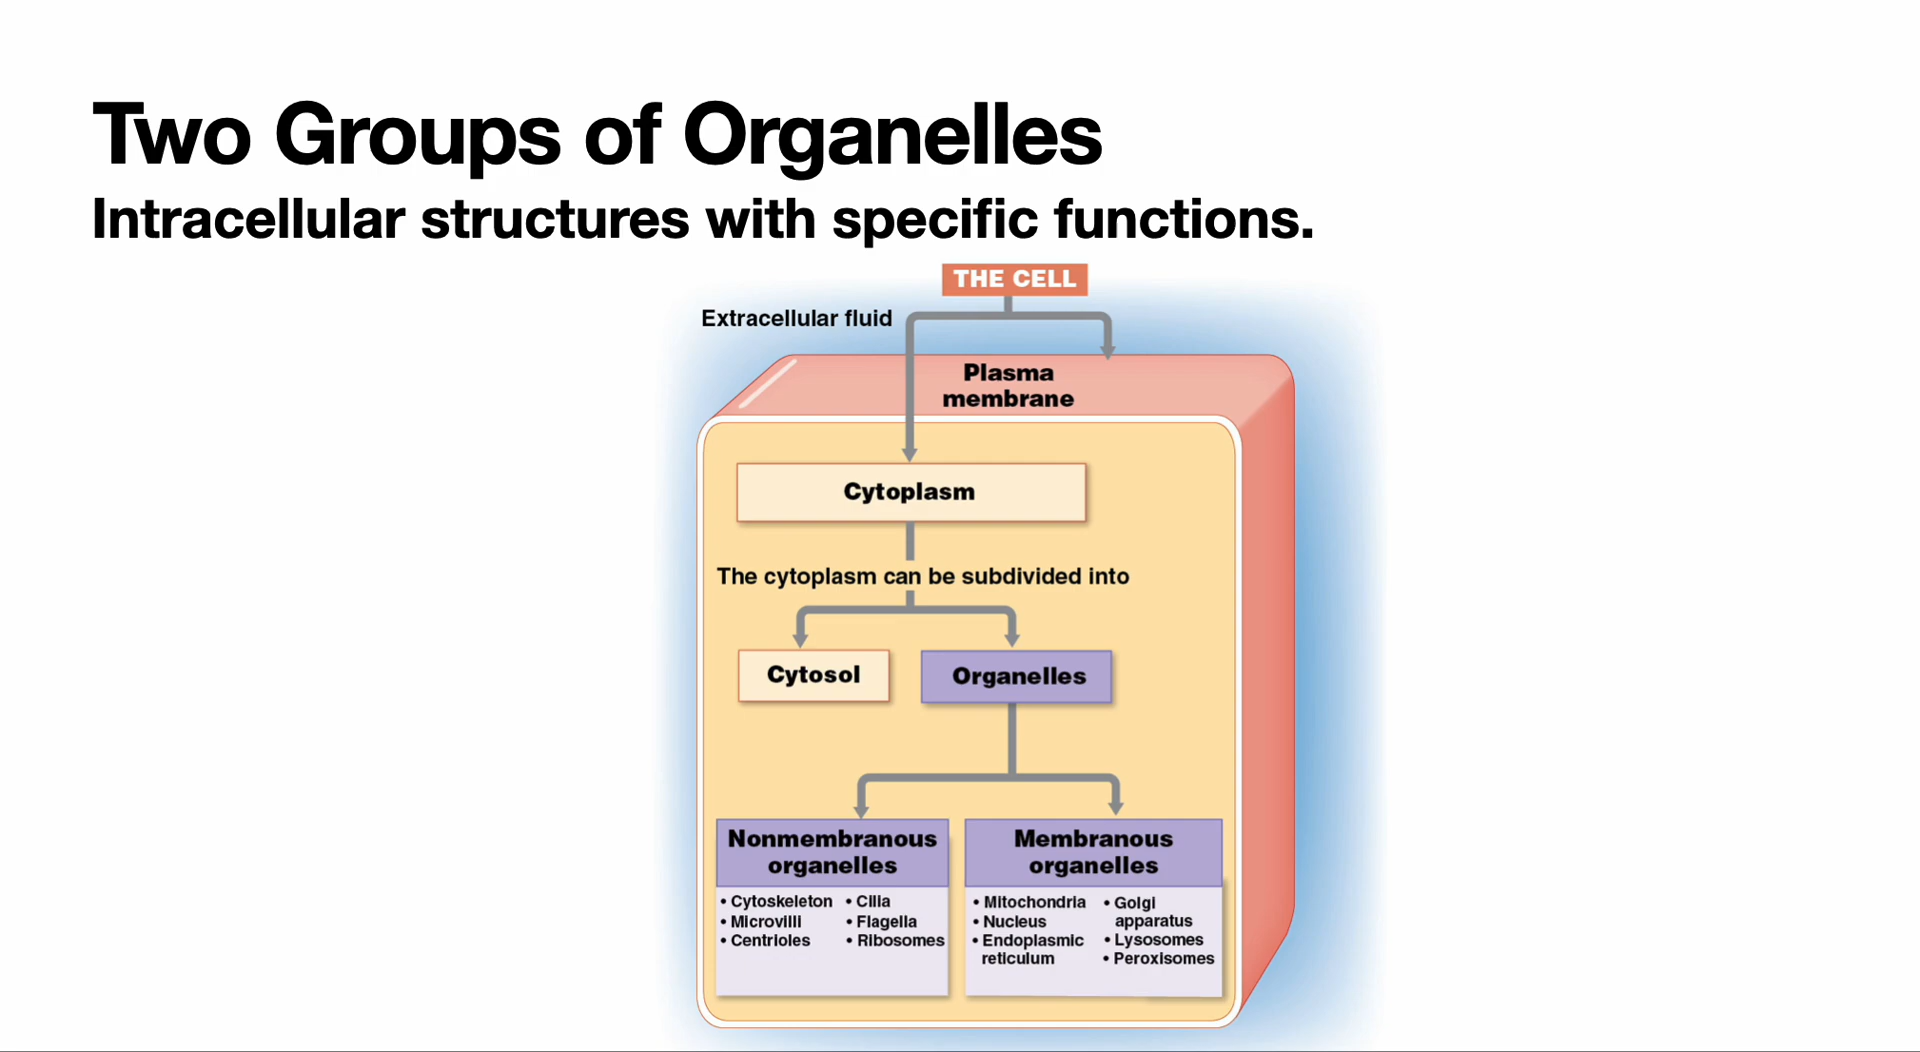 Two Groups of Organelles
Intracellular structures with specific functions.
THE CELL
Extracellular fluid
Plasma
membrane
Cytoplasm
The cytoplasm can be subdivided into
Cytosol
Organelles
Nonmembranous
organelles
• Cytoskeleton
• Microvilli
• Centrioles
• Cilia
• Flagella
• Ribosomes
Membranous
organelles
• Mitochondria
• Nucleus
• Endoplasmic
reticulum
• Golgi
apparatus
• Lysosomes
• Peroxisomes